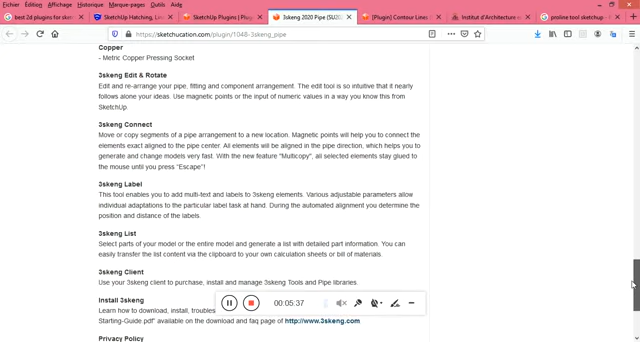 Fichier Édition Affichage Historique Marque-pages Outils Aide
best 2d plugins for sket
SketchUp Hatching, Lin
SketchUp Plugins | Plug
3skeng 2020 Pipe (SU20
[Plugin] Contour Lines
Institut d'Architecture
proline tool sketchup - G
https://sketchucation.com/plugin/1048-3skeng_pipe
Copper
- Metric Copper Pressing Socket
3skeng Edit & Rotate
Edit and re-arrange your pipe, fitting and component arrangement. The edit tool is so intuitive that it nearly
follows alone your ideas. Use magnetic points or the input of numeric values in a way you know this from
SketchUp.
3skeng Connect
Move or copy segments of a pipe arrangement to a new location. Magnetic points will help you to connect the
elements exact aligned to the pipe center. All elements will be aligned in the pipe direction, which helps you to
generate and change models very fast. With the new feature "Multicopy", all selected elements stay glued to
the mouse until you press "Escape"!
3skeng Label
This tool enables you to add multi-text and labels to 3skeng elements. Various adjustable parameters allow
individual adaptations to the particular label task at hand. During the automated alignment you determine the
position and distance of the labels.
3skeng List
Select parts of your model or the entire model and generate a list with detailed part information. You can
easily transfer the list content via the clipboard to your own calculation sheets or bill of materials.
3skeng Client
Use your 3skeng client to purchase, install and manage 3skeng Tools and Pipe libraries.
Install 3skeng
Learn how to download, install, troubles
Starting-Guide pdf" available on the download and faq page of http://www.3skeng.com
00:05:37
Privacy Policy